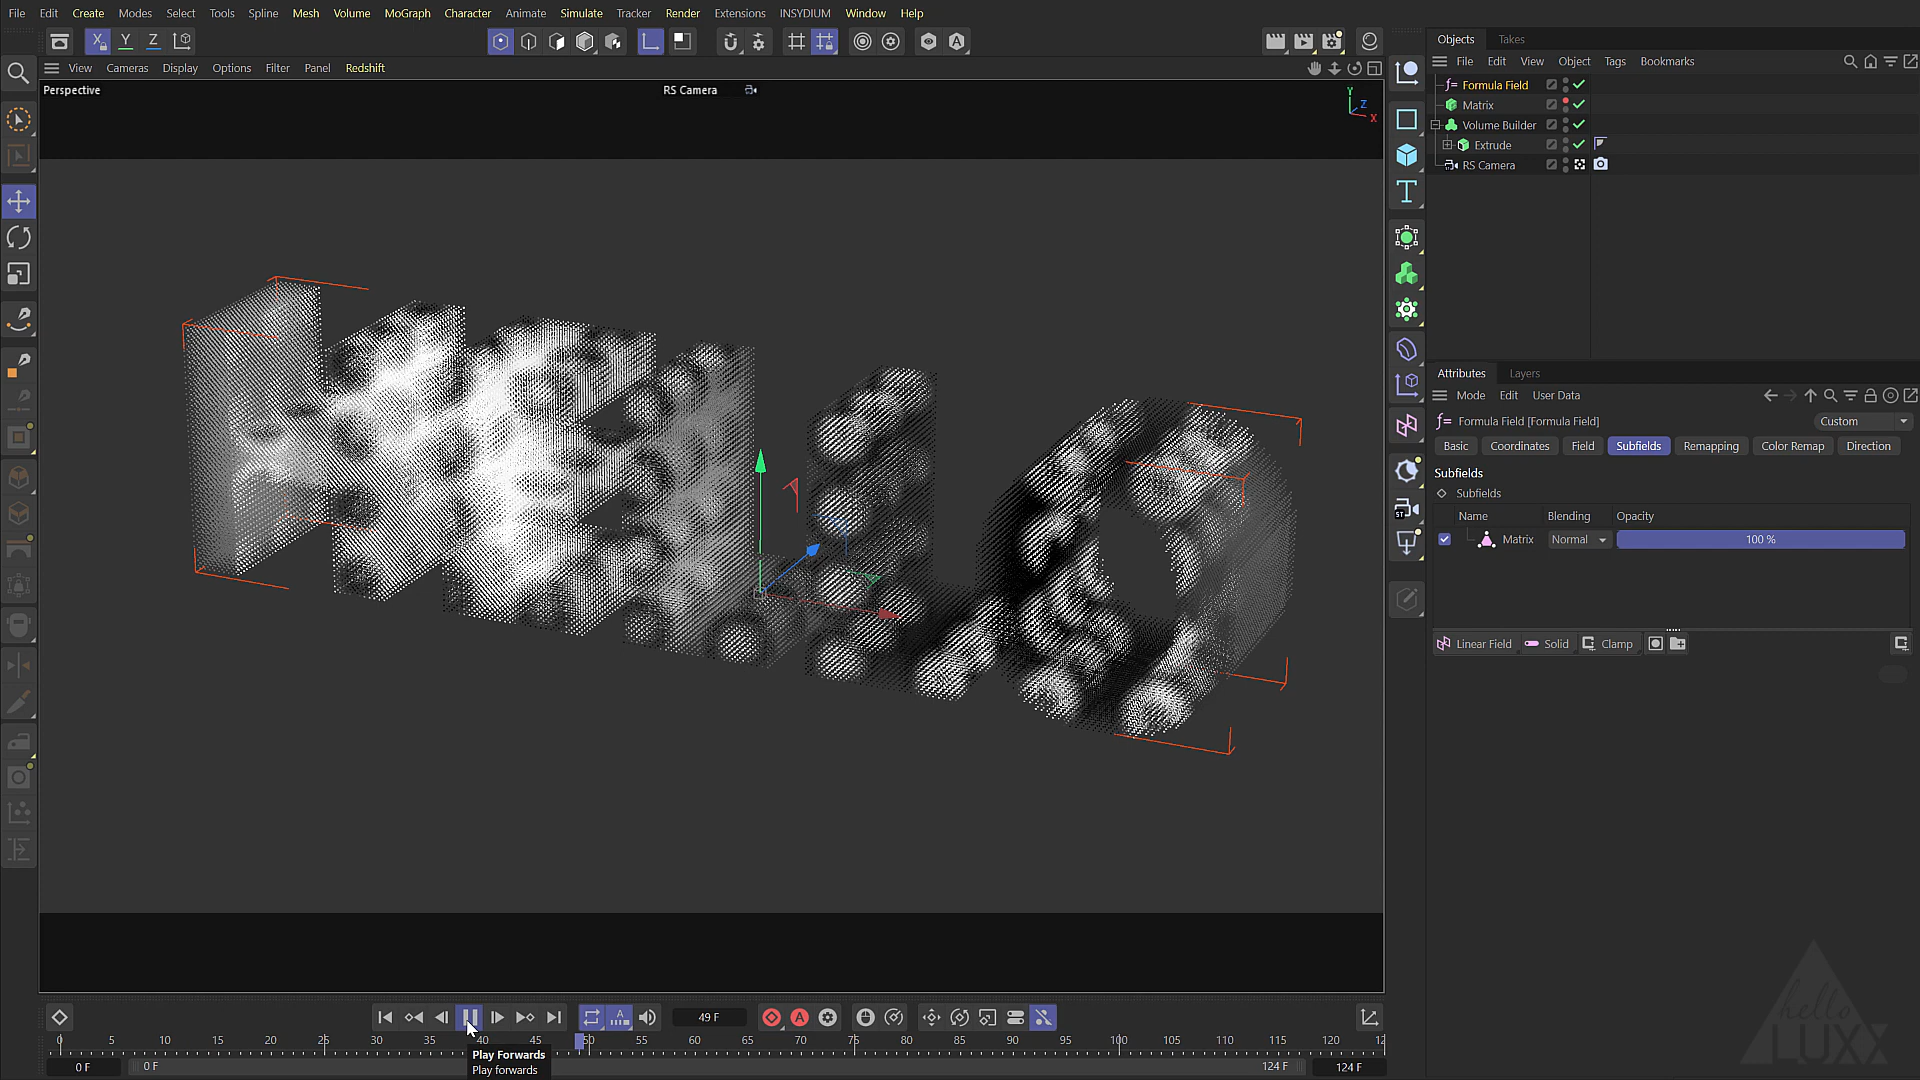 File Edit Create Modes Select Tools Spline Mesh Volume MoGraph Character Animate Simulate Tracker Render Extensions INSYDIUM Window Help
X Y Z
View Cameras Display Options Filter Panel Redshift
Perspective
RS Camera
Y
Z
X
Objects Takes
File Edit View Object Tags Bookmarks
Formula Field
Matrix
Volume Builder
Extrude
RS Camera
Attributes Layers
Mode Edit User Data
Formula Field [Formula Field]
Custom
Basic Coordinates Field Subfields Remapping Color Remap Direction
Subfields
Subfields
Name Blending Opacity
Matrix Normal 100 %
Linear Field Solid Clamp
49 F
0 5 10 15 20 25 30 35 40 45 50 55 60 65 70 75 80 85 90 95 100 105 110 115 120 12
Play Forwards
Play forwards
0 F 0 F 124 F 124 F
hello
LUXX